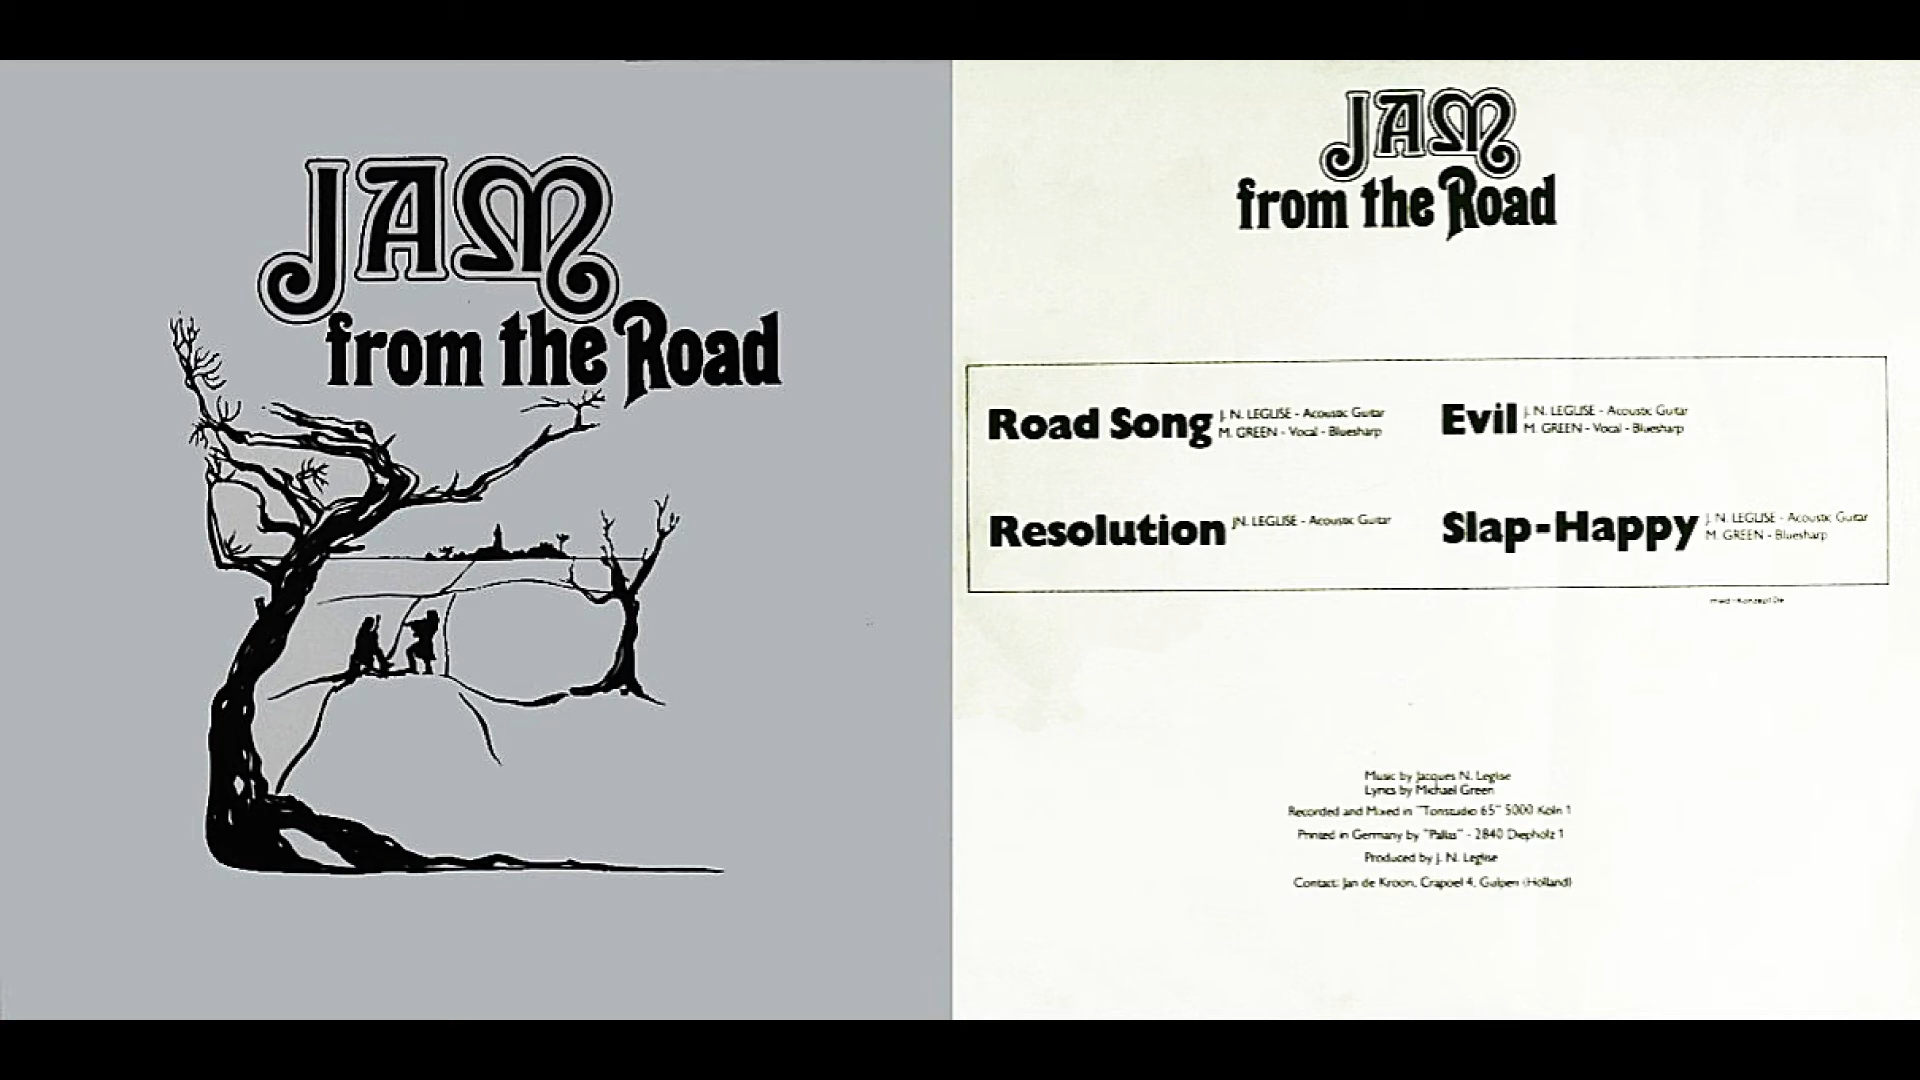 JAM
from the Road
JAM
from the Road
Road Song J. N. LEGLISE - Acoustic Guitar
M. GREEN - Vocal - Bluesharp
Evil J. N. LEGLISE - Acoustic Guitar
M. GREEN - Vocal - Bluesharp
Resolution JN. LEGLISE - Acoustic Guitar
Slap-Happy J. N. LEGLISE - Acoustic Guitar
M. GREEN - Bluesharp
Music by Jacques N. Leglise
Lyrics by Michael Green
Recorded and Mixed in "Tonstudio 65" 5000 Köln 1
Printed in Germany by "Pallas" - 2840 Diepholz 1
Produced by J. N. Leglise
Contact: Jan de Kroon, Crapoel 4, Gulpen (Holland)